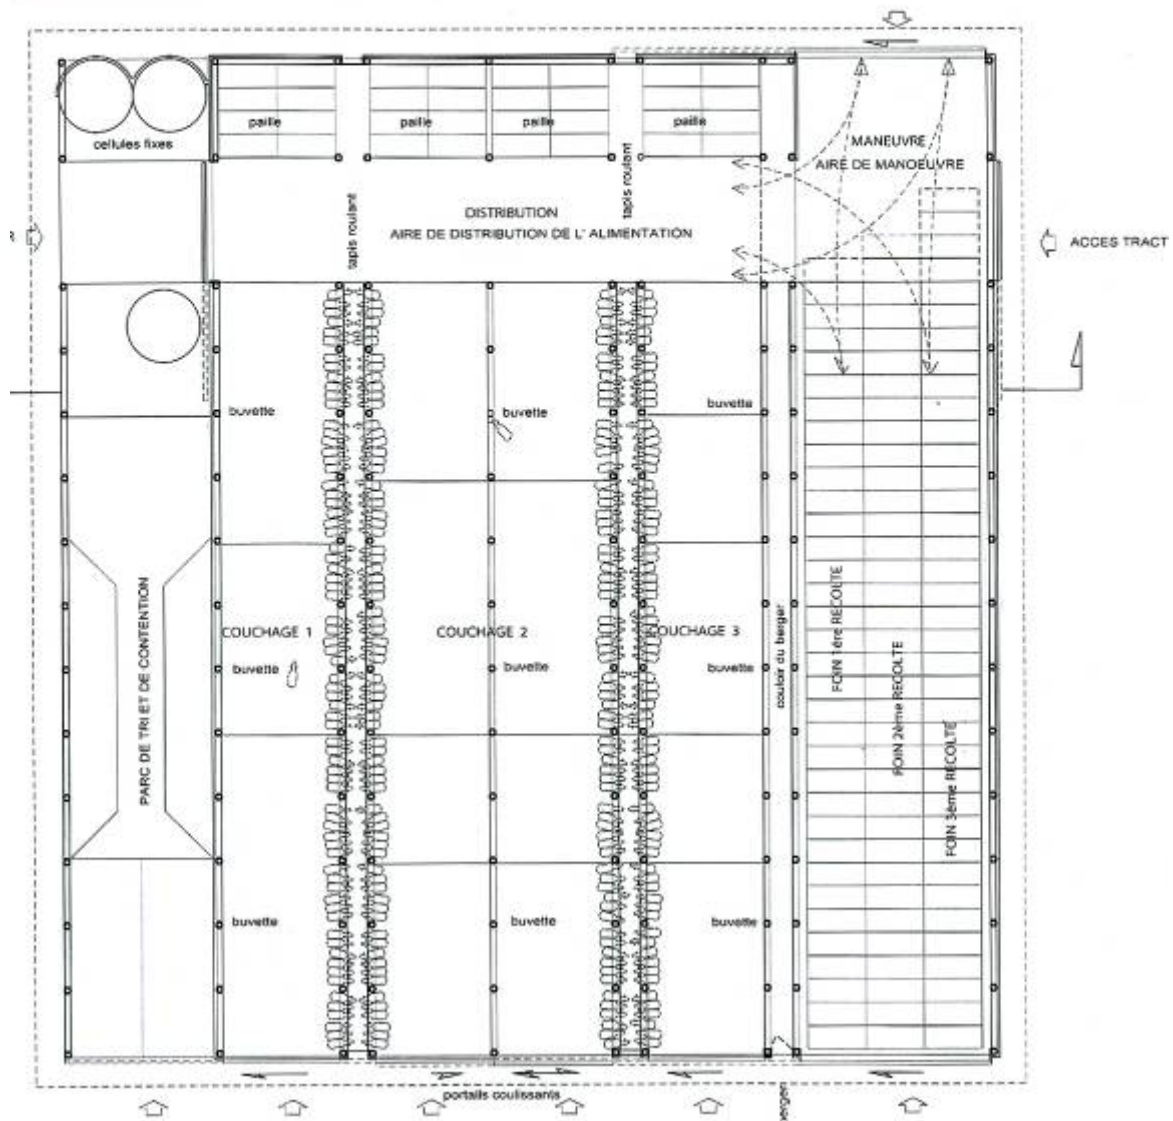 cellules fixes
paille
paille
paille
paille
MANEUVRE
AIRE DE MANOEUVRE
tapis roulant
tapis roulant
DISTRIBUTION
AIRE DE DISTRIBUTION DE L' ALIMENTATION
ACCES TRACT
buvette
buvette
buvette
PARC DE TRI ET DE CONTENTION
COUCHAGE 1
COUCHAGE 2
COUCHAGE 3
buvette
buvette
buvette
couloir du berger
FOIN 1ére RECOLTE
FOIN 2ème RECOLTE
FOIN 3ème RECOLTE
buvette
buvette
buvette
portails coulissants
berger